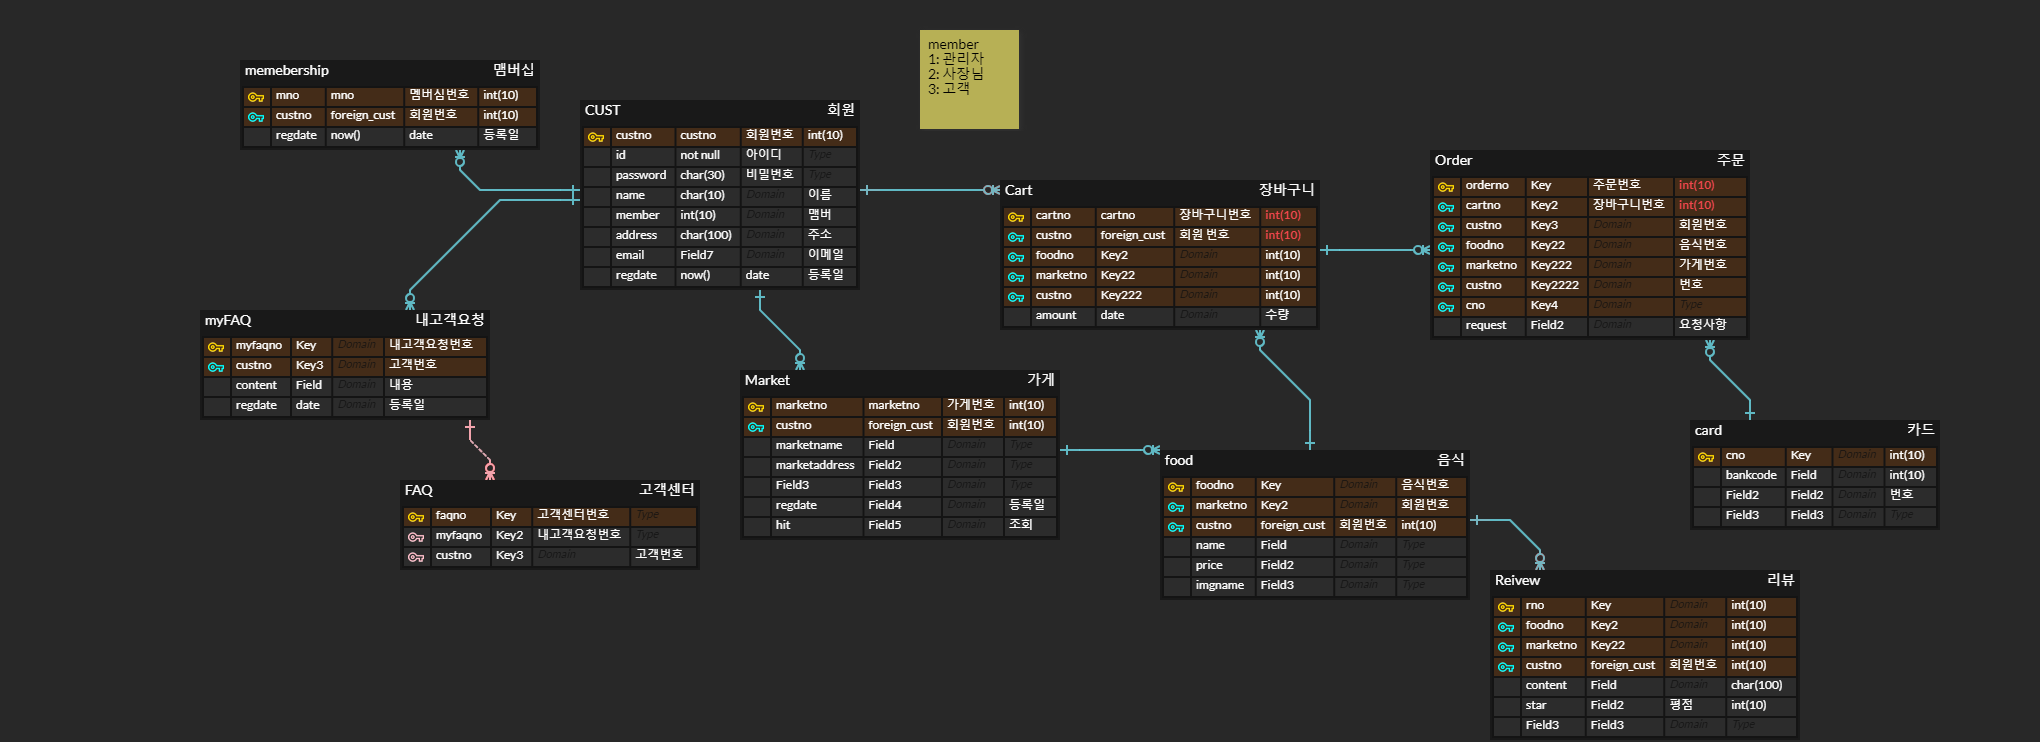 member
1: 관리자
2: 사장님
3: 고객
memebership 맴버십
mno mno 멤버심번호 int(10)
custno foreign_cust 회원번호 int(10)
regdate now() date 등록일
CUST 회원
custno custno 회원번호 int(10)
id not null 아이디 Type
password char(30) 비밀번호 Type
name char(10) Domain 이름
member int(10) Domain 맴버
address char(100) Domain 주소
email Field7 Domain 이메일
regdate now() date 등록일
Cart 장바구니
cartno cartno 장바구니번호 int(10)
custno foreign_cust 회원 번호 int(10)
foodno Key2 Domain int(10)
marketno Key22 Domain int(10)
custno Key222 Domain int(10)
amount date Domain 수량
Order 주문
orderno Key 주문번호 int(10)
cartno Key2 장바구니번호 int(10)
custno Key3 Domain 회원번호
foodno Key22 Domain 음식번호
marketno Key222 Domain 가게번호
custno Key2222 Domain 번호
cno Key4 Domain Type
request Field2 Domain 요청사항
myFAQ 내고객요청
myfaqno Key Domain 내고객요청번호
custno Key3 Domain 고객번호
content Field Domain 내용
regdate date Domain 등록일
Market 가게
marketno marketno 가게번호 int(10)
custno foreign_cust 회원번호 int(10)
marketname Field Domain Type
marketaddress Field2 Domain Type
Field3 Field3 Domain Type
regdate Field4 Domain 등록일
hit Field5 Domain 조회
card 카드
cno Key Domain int(10)
bankcode Field Domain int(10)
Field2 Field2 Domain 번호
Field3 Field3 Domain Type
food 음식
foodno Key Domain 음식번호
marketno Key2 Domain 회원번호
custno foreign_cust 회원번호 int(10)
name Field Domain Type
price Field2 Domain Type
imgname Field3 Domain Type
FAQ 고객센터
faqno Key 고객센터번호 Type
myfaqno Key2 내고객요청번호 Type
custno Key3 Domain 고객번호
Reivew 리뷰
rno Key Domain int(10)
foodno Key2 Domain int(10)
marketno Key22 Domain int(10)
custno foreign_cust 회원번호 int(10)
content Field Domain char(100)
star Field2 평점 int(10)
Field3 Field3 Domain Type